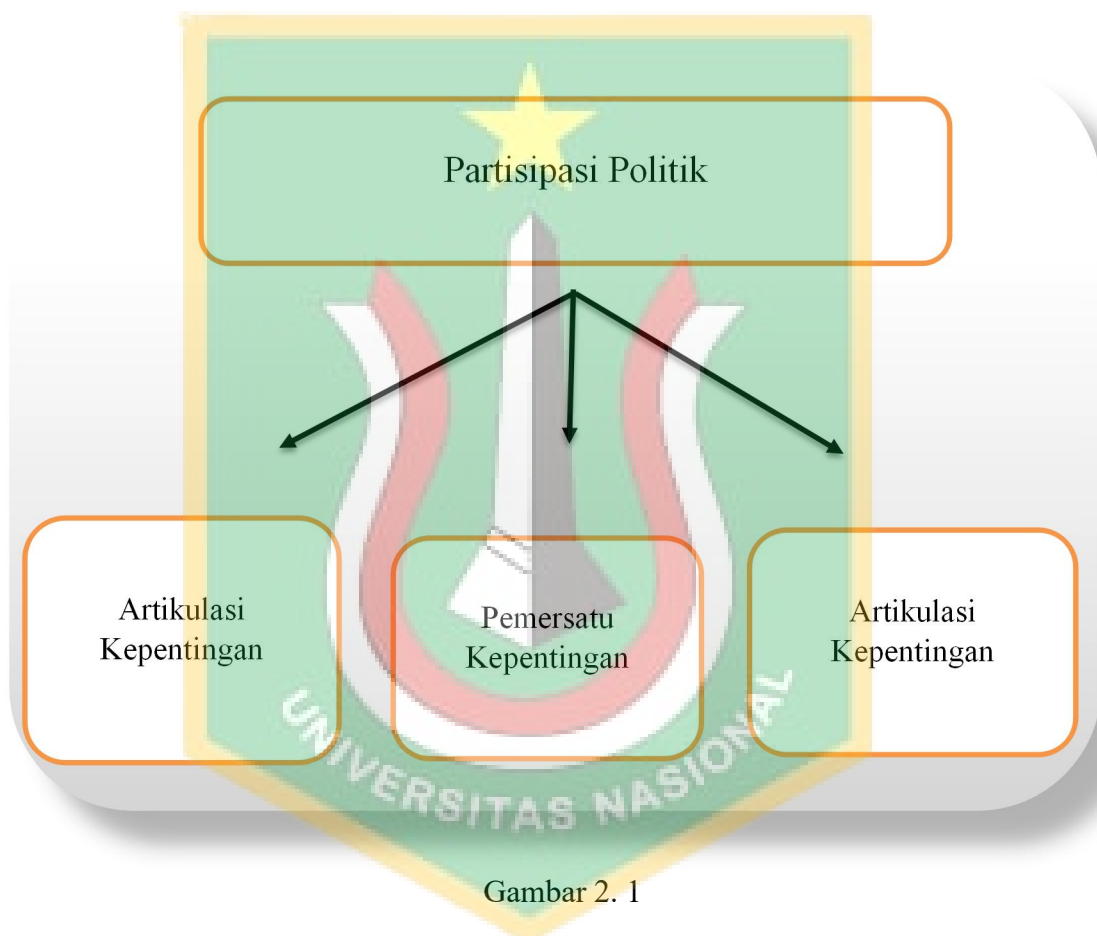 Partisipasi Politik
Artikulasi
Kepentingan
Pemersatu
Kepentingan
Artikulasi
Kepentingan
UNIVERSITAS NASIONAL
Gambar 2. 1